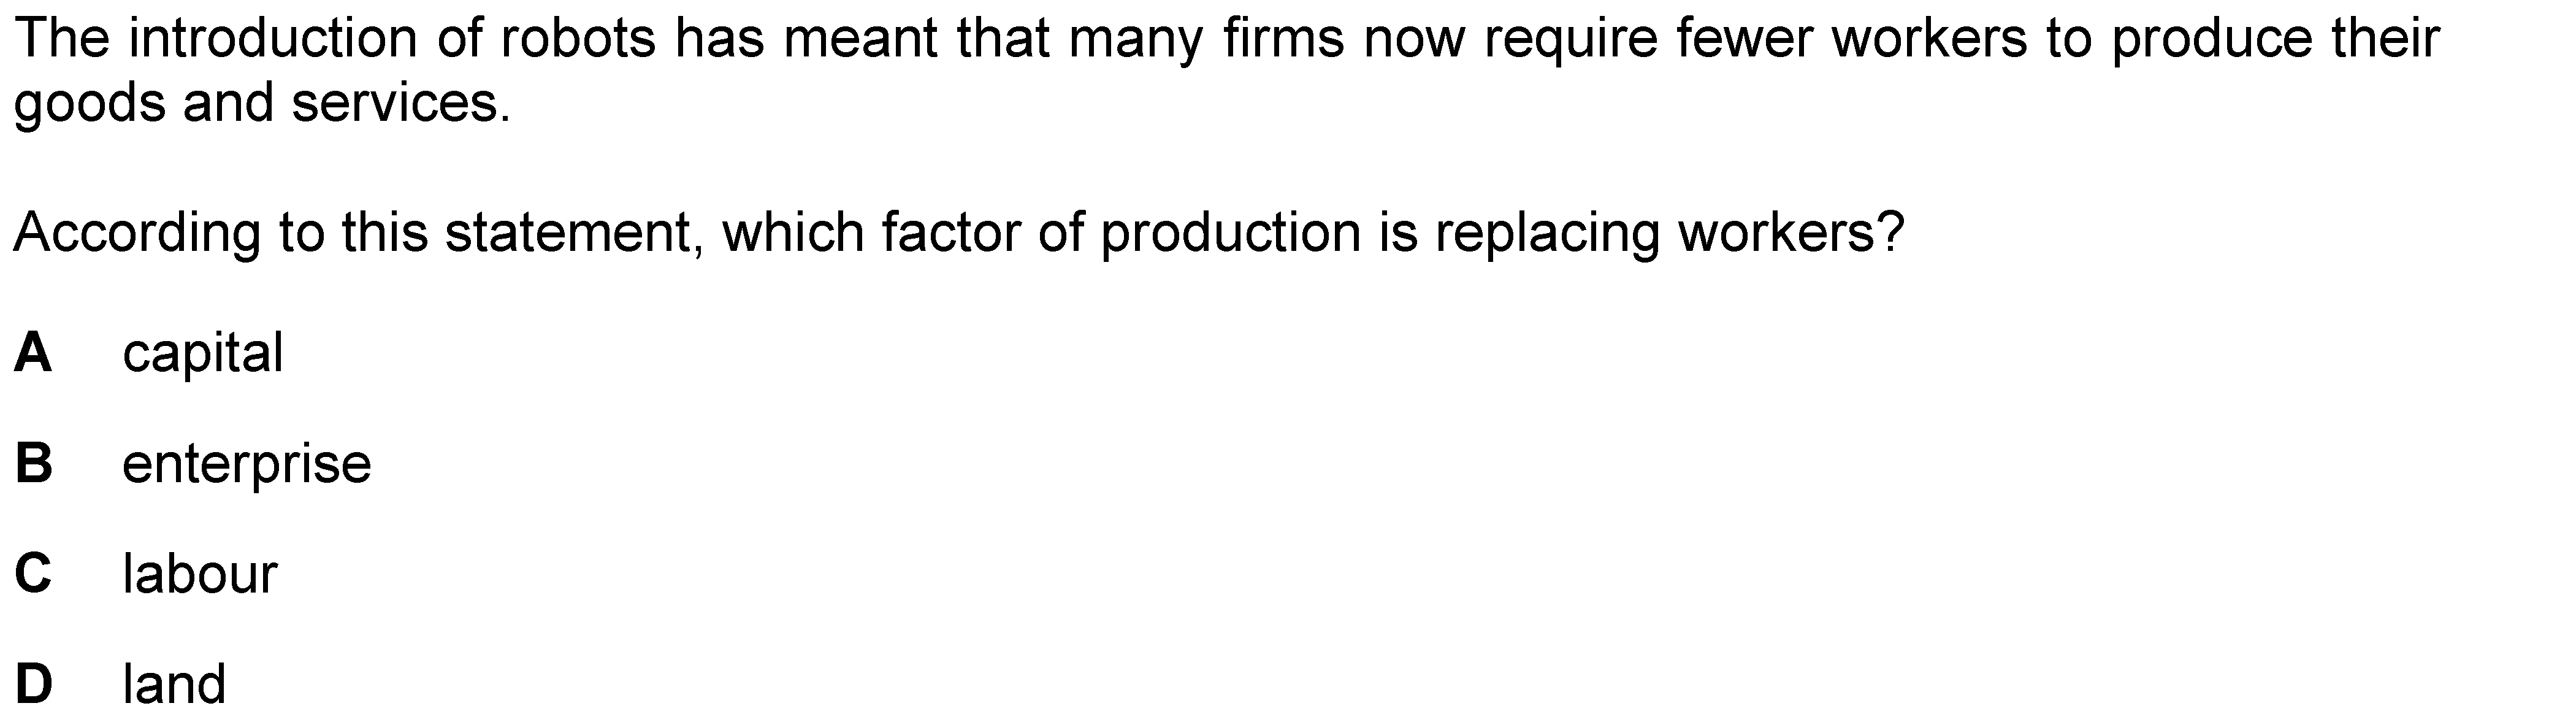 The introduction of robots has meant that many firms now require fewer workers to produce their
goods and services.
According to this statement, which factor of production is replacing workers?
A capital
B enterprise
C labour
D land